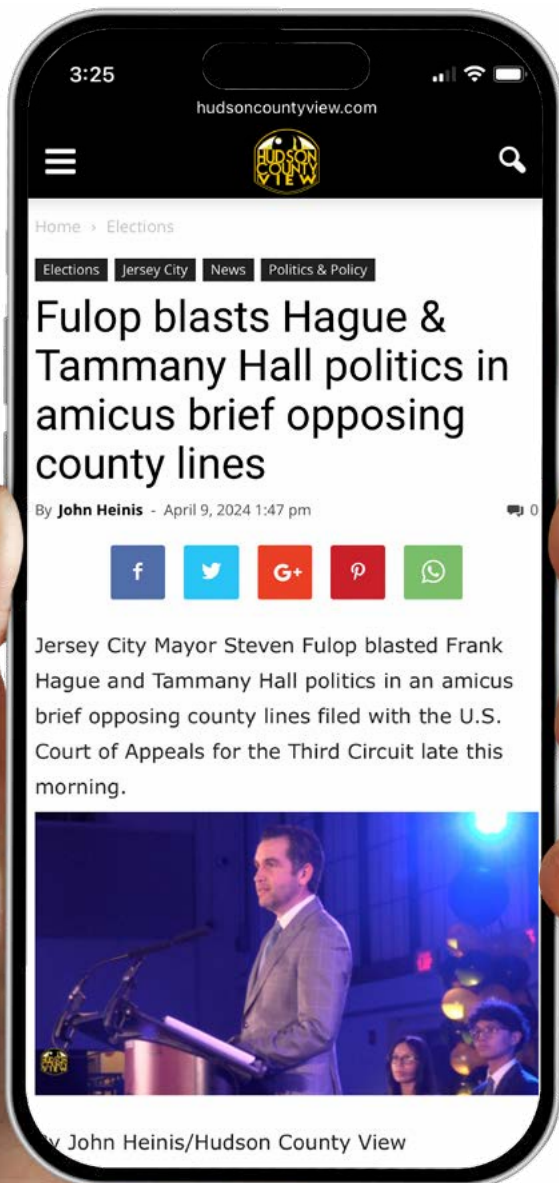 3:25
hudsoncountyview.com
HUDSON
COUNTY
VIEW
Home › Elections
Elections Jersey City News Politics & Policy
Fulop blasts Hague &
Tammany Hall politics in
amicus brief opposing
county lines
By John Heinis - April 9, 2024 1:47 pm 0
f G+
Jersey City Mayor Steven Fulop blasted Frank
Hague and Tammany Hall politics in an amicus
brief opposing county lines filed with the U.S.
Court of Appeals for the Third Circuit late this
morning.
John Heinis/Hudson County View